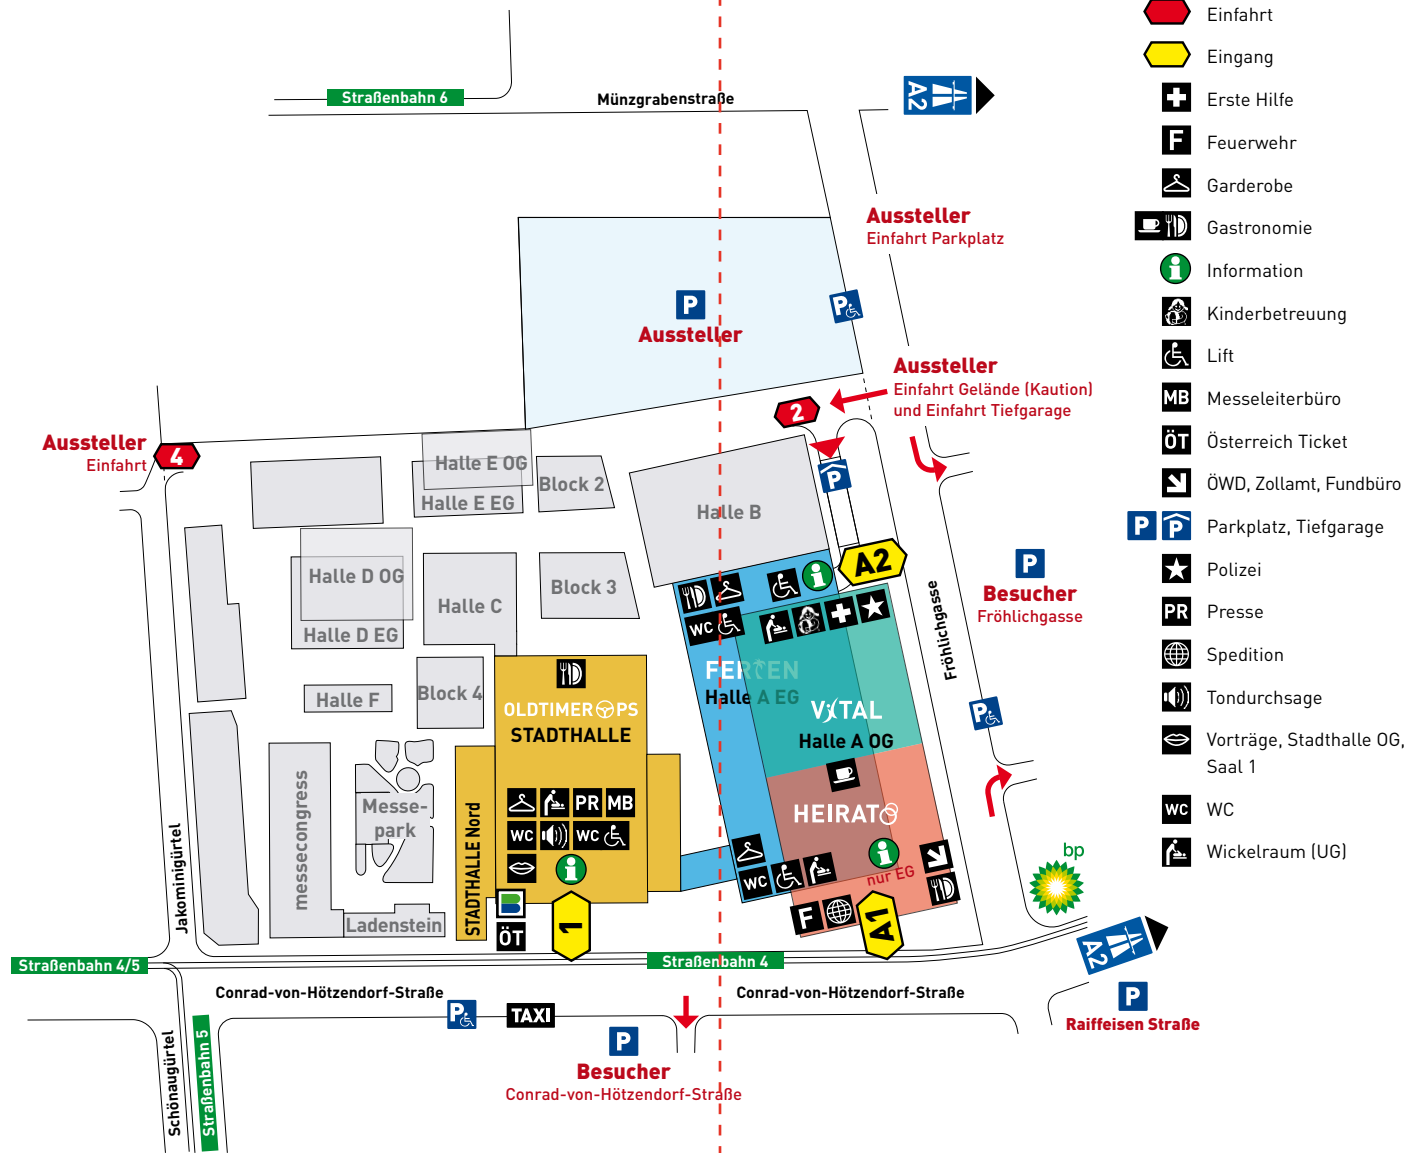 Einfahrt
Eingang
Erste Hilfe
F
Feuerwehr
Garderobe
Gastronomie
i
Information
Kinderbetreuung
Lift
MB
Messeleiterbüro
ÖT
Österreich Ticket
ÖWD, Zollamt, Fundbüro
P
P
Parkplatz, Tiefgarage
Polizei
PR
Presse
Spedition
Tondurchsage
Vorträge, Stadthalle OG,
Saal 1
WC
WC
Wickelraum (UG)
Straßenbahn 6
Münzgrabenstraße
A2
Aussteller
Einfahrt Parkplatz
P
Aussteller
P
Aussteller
Einfahrt Gelände (Kaution)
und Einfahrt Tiefgarage
2
Aussteller
Einfahrt
4
P
Halle E OG
Halle E EG
Block 2
Halle B
Halle D OG
Halle D EG
Halle C
Block 3
A2
i
P
Besucher
Fröhlichgasse
Fröhlichgasse
WC
FERIEN
Halle A EG
VITAL
Halle A OG
HEIRAT
Halle F
Block 4
OLDTIMER PS
STADTHALLE
P
messecongress
Messe-
park
STADTHALLE Nord
PR
MB
WC
WC
i
WC
i
nur EG
F
A1
bp
Ladenstein
B
ÖT
1
Jakominigürtel
Straßenbahn 4/5
Straßenbahn 4
A2
Conrad-von-Hötzendorf-Straße
Conrad-von-Hötzendorf-Straße
P
TAXI
P
Raiffeisen Straße
P
Besucher
Conrad-von-Hötzendorf-Straße
Schönaugürtel
Straßenbahn 5